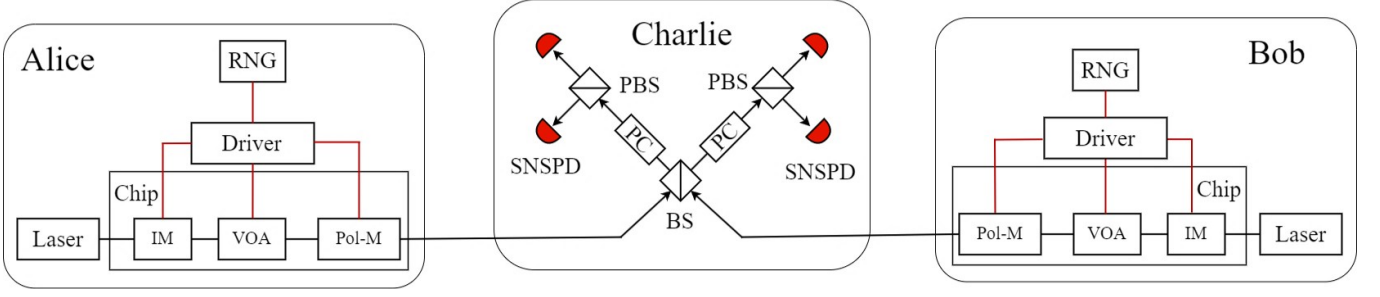 Alice
RNG
Driver
Chip
Laser
IM
VOA
Pol-M
Charlie
PBS
PBS
PC
PC
SNSPD
SNSPD
BS
Bob
RNG
Driver
Chip
Pol-M
VOA
IM
Laser